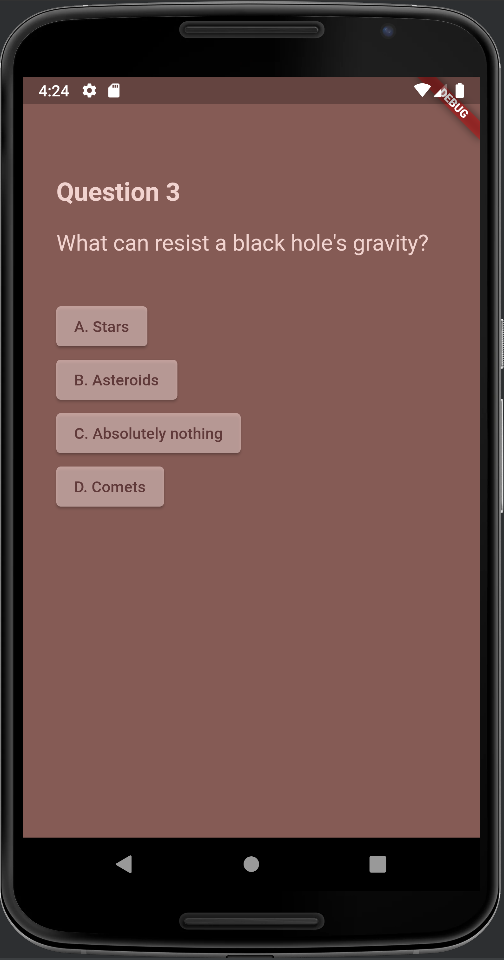 4:24
DEBUG
Question 3
What can resist a black hole's gravity?
A. Stars
B. Asteroids
C. Absolutely nothing
D. Comets